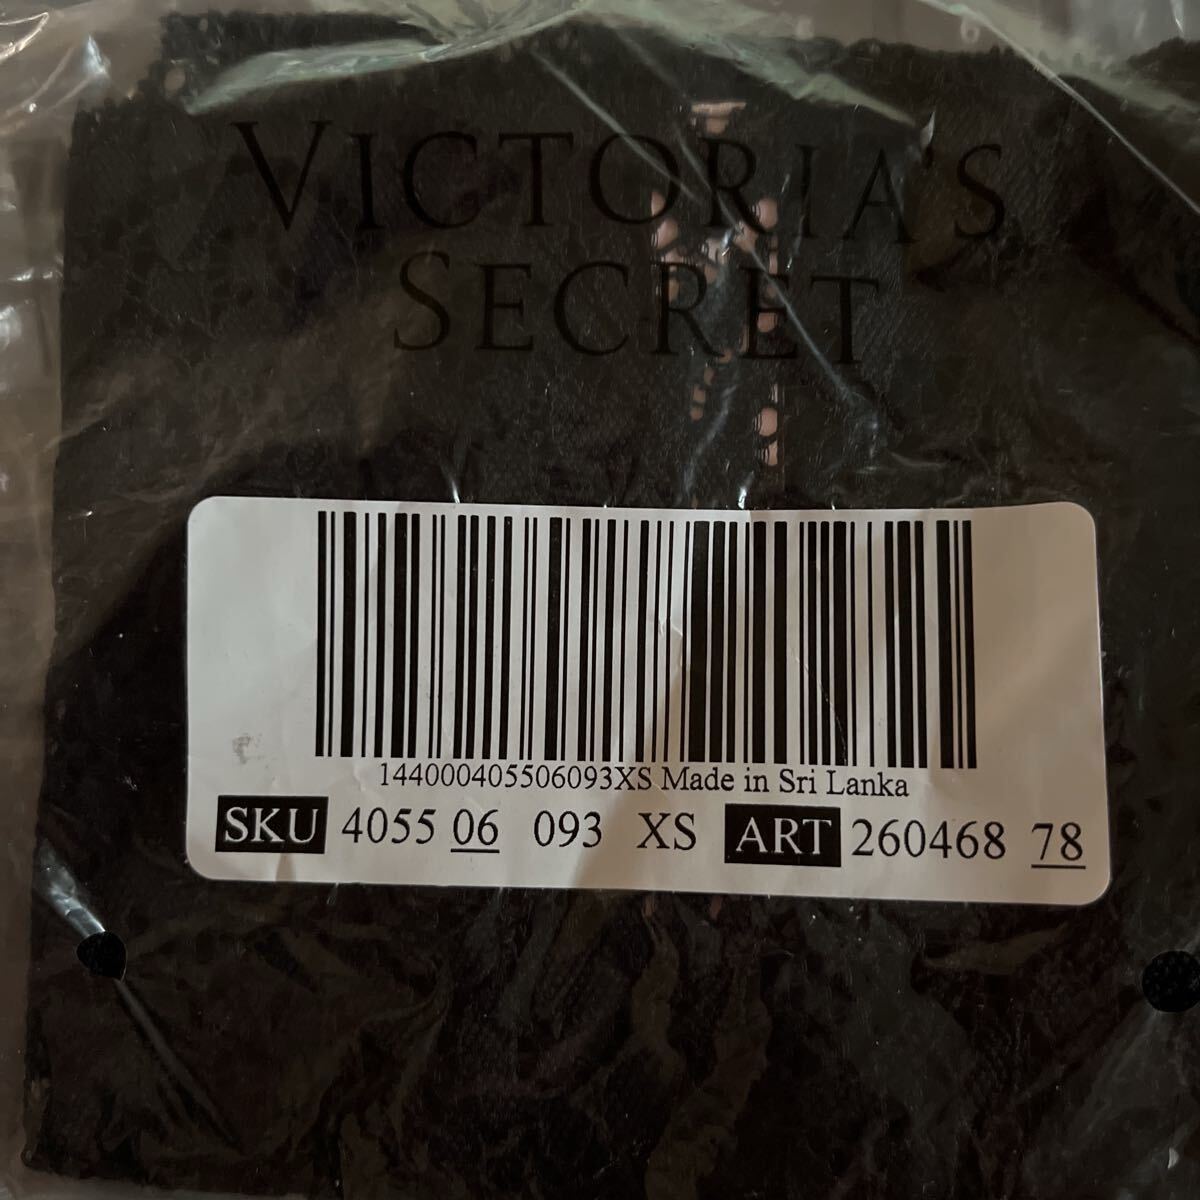 VICTORIA'S
SECRET
144000405506093XS Made in Sri Lanka
SKU 4055 06 093 XS ART 260468 78